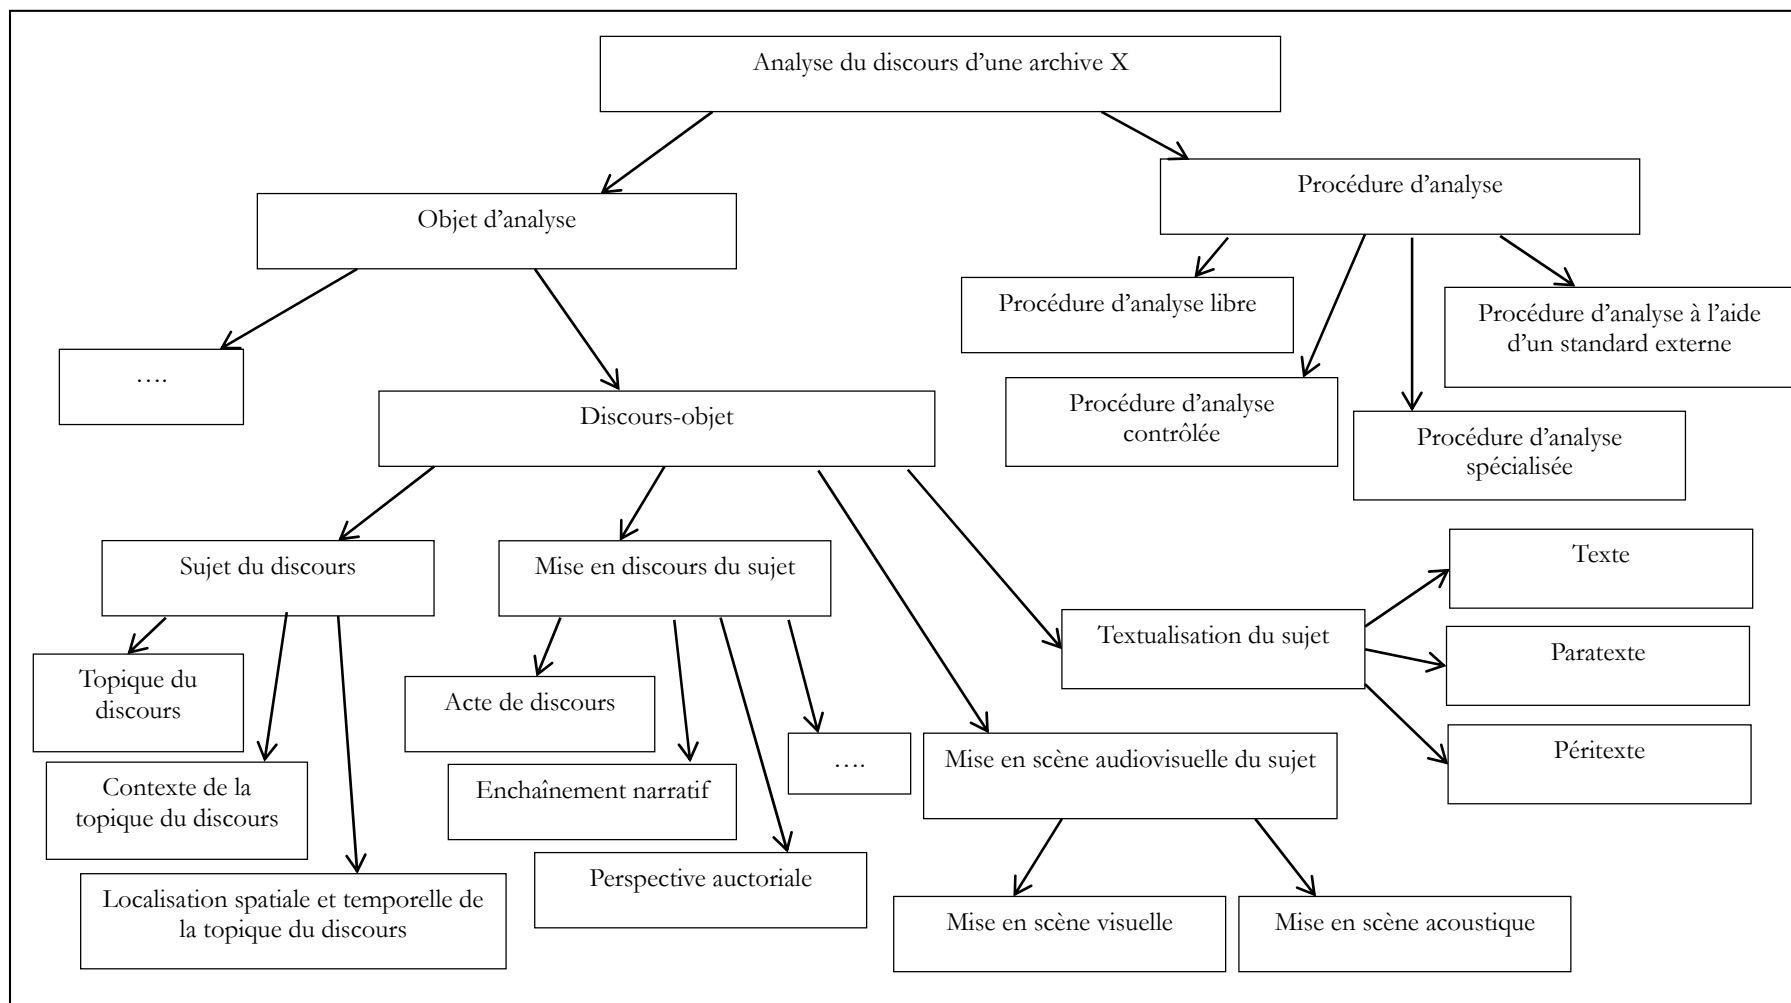 Analyse du discours d’une archive X
Procédure d’analyse
Objet d’analyse
Procédure d’analyse libre
Procédure d’analyse à l’aide
d’un standard externe
….
Procédure d’analyse
contrôlée
Discours-objet
Procédure d’analyse
spécialisée
Sujet du discours
Mise en discours du sujet
Texte
Textualisation du sujet
Paratexte
Topique du
discours
Acte de discours
….
Mise en scène audiovisuelle du sujet
Péritexte
Contexte de la
topique du discours
Enchaînement narratif
Perspective auctoriale
Localisation spatiale et temporelle de
la topique du discours
Mise en scène visuelle
Mise en scène acoustique